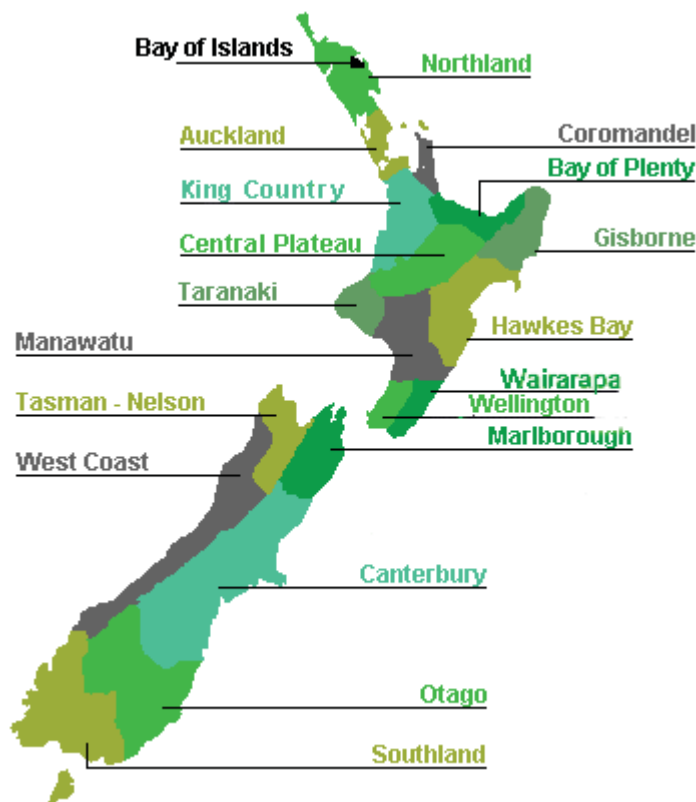 Bay of Islands
Northland
Auckland
Coromandel
Bay of Plenty
King Country
Central Plateau
Gisborne
Taranaki
Hawkes Bay
Manawatu
Wairarapa
Tasman - Nelson
Wellington
Marlborough
West Coast
Canterbury
Otago
Southland